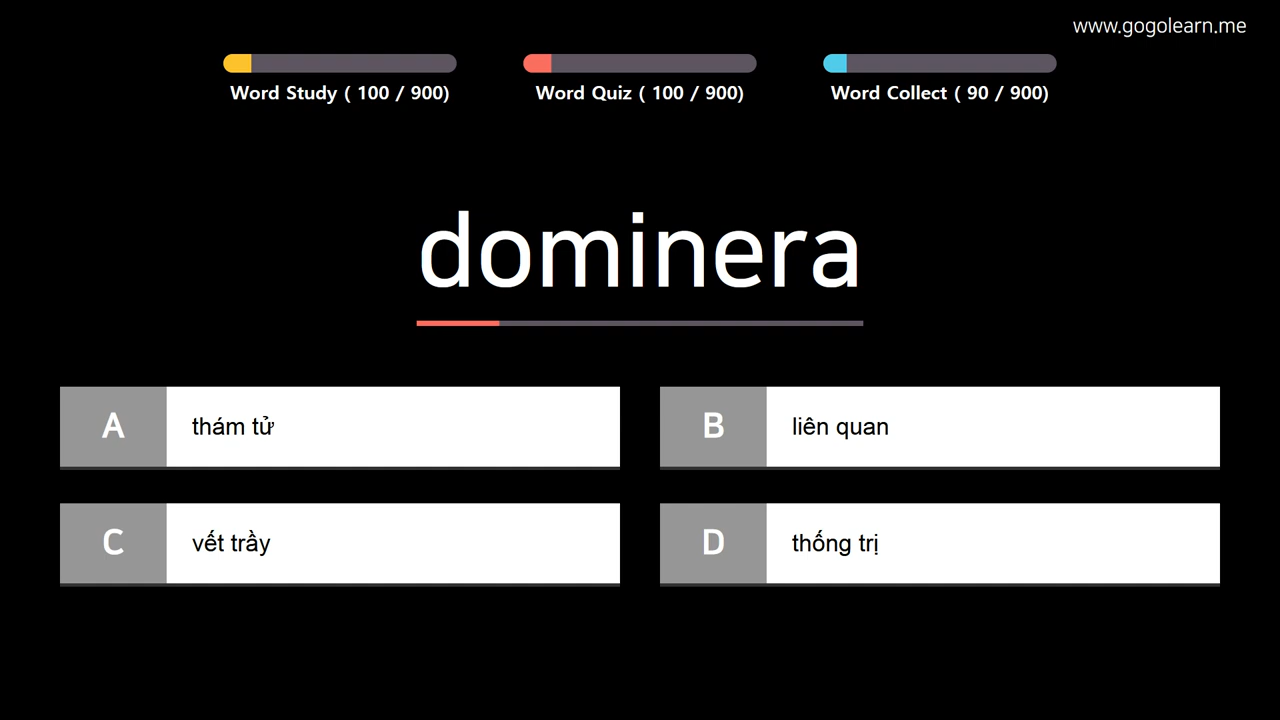 www.gogolearn.me
Word Study ( 100 / 900)
Word Quiz ( 100 / 900)
Word Collect ( 90 / 900)
dominera
A thám tử
B liên quan
C vết trầy
D thống trị